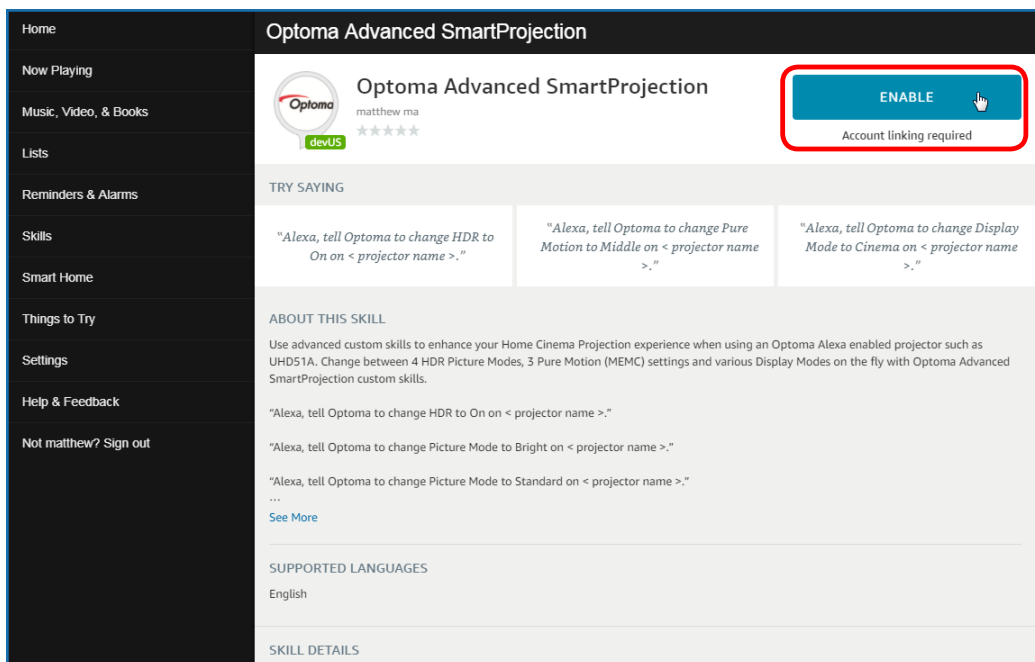 Home
Now Playing
Music, Video, & Books
Lists
Reminders & Alarms
Skills
Smart Home
Things to Try
Settings
Help & Feedback
Not matthew? Sign out
Optoma Advanced SmartProjection
Optoma
devUS
Optoma Advanced SmartProjection
matthew ma
ENABLE
Account linking required
TRY SAYING
"Alexa, tell Optoma to change HDR to
On on < projector name >."
"Alexa, tell Optoma to change Pure
Motion to Middle on < projector name
>."
"Alexa, tell Optoma to change Display
Mode to Cinema on < projector name
>."
ABOUT THIS SKILL
Use advanced custom skills to enhance your Home Cinema Projection experience when using an Optoma Alexa enabled projector such as
UHD51A. Change between 4 HDR Picture Modes, 3 Pure Motion (MEMC) settings and various Display Modes on the fly with Optoma Advanced
SmartProjection custom skills.
“Alexa, tell Optoma to change HDR to On on < projector name >.”
“Alexa, tell Optoma to change Picture Mode to Bright on < projector name >.”
“Alexa, tell Optoma to change Picture Mode to Standard on < projector name >.”
…
See More
SUPPORTED LANGUAGES
English
SKILL DETAILS